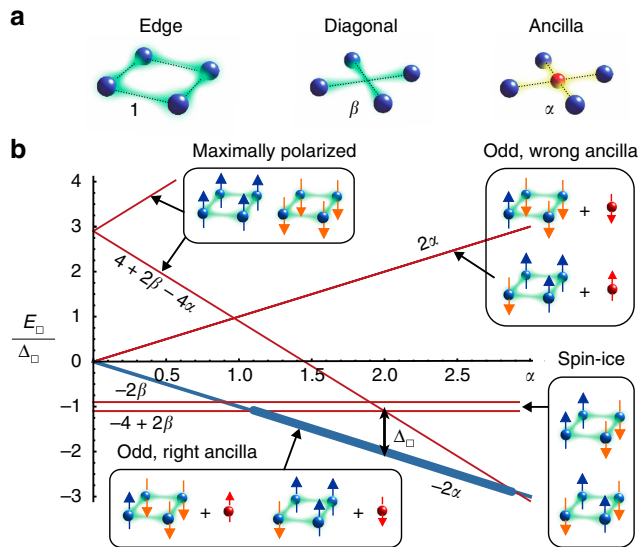 a
Edge
Diagonal
Ancilla
1
β
α
b
Maximally polarized
Odd, wrong ancilla
4
3
2
1
0
−1
−2
−3
E□
Δ□
0.5
1.0
1.5
2.0
2.5
α
4 + 2β − 4α
2α
+
+
Spin-ice
−2β
−4 + 2β
Δ□
Odd, right ancilla
−2α
+
+